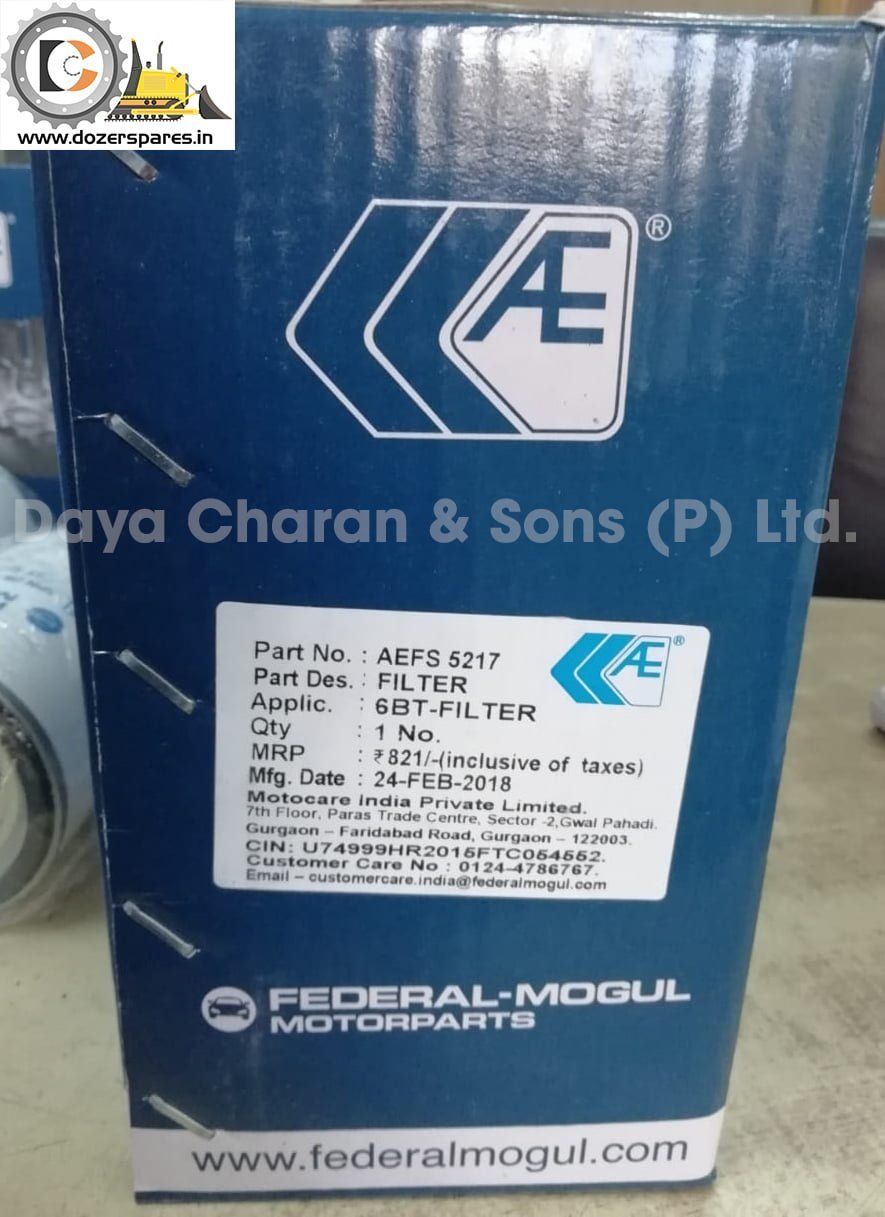 DC
www.dozerspares.in
AE®
Daya Charan & Sons (P) Ltd.
Part No. : AEFS 5217
AE®
Part Des. : FILTER
Applic. : 6BT-FILTER
Qty : 1 No.
MRP : ₹821/-(inclusive of taxes)
Mfg. Date : 24-FEB-2018
Motocare India Private Limited.
7th Floor, Paras Trade Centre, Sector -2,Gwal Pahadi.
Gurgaon – Faridabad Road, Gurgaon – 122003.
CIN: U74999HR2015FTC054552.
Customer Care No : 0124-4786767.
Email – customercare.india@federalmogul.com
FEDERAL-MOGUL
MOTORPARTS
www.federalmogul.com